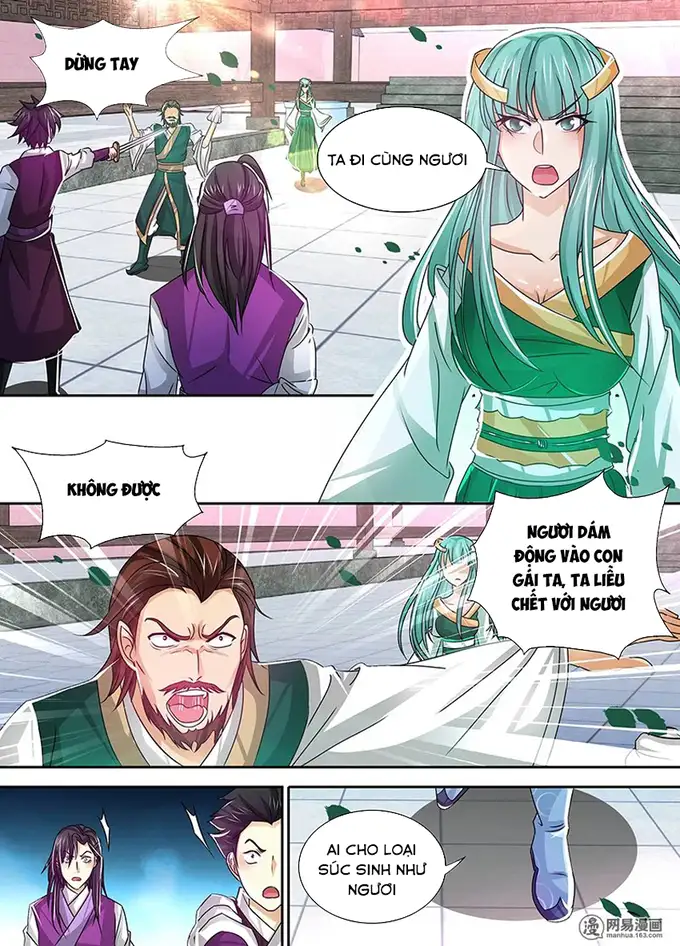 DỪNG TAY
TA ĐI CÙNG NGƯƠI
KHÔNG ĐƯỢC
NGƯƠI DÁM
ĐỘNG VÀO CON
GÁI TA, TA LIỀU
CHẾT VỚI NGƯƠI
AI CHO LOẠI
SÚC SINH NHƯ
NGƯƠI
漫 网易漫画
manhua.163.com